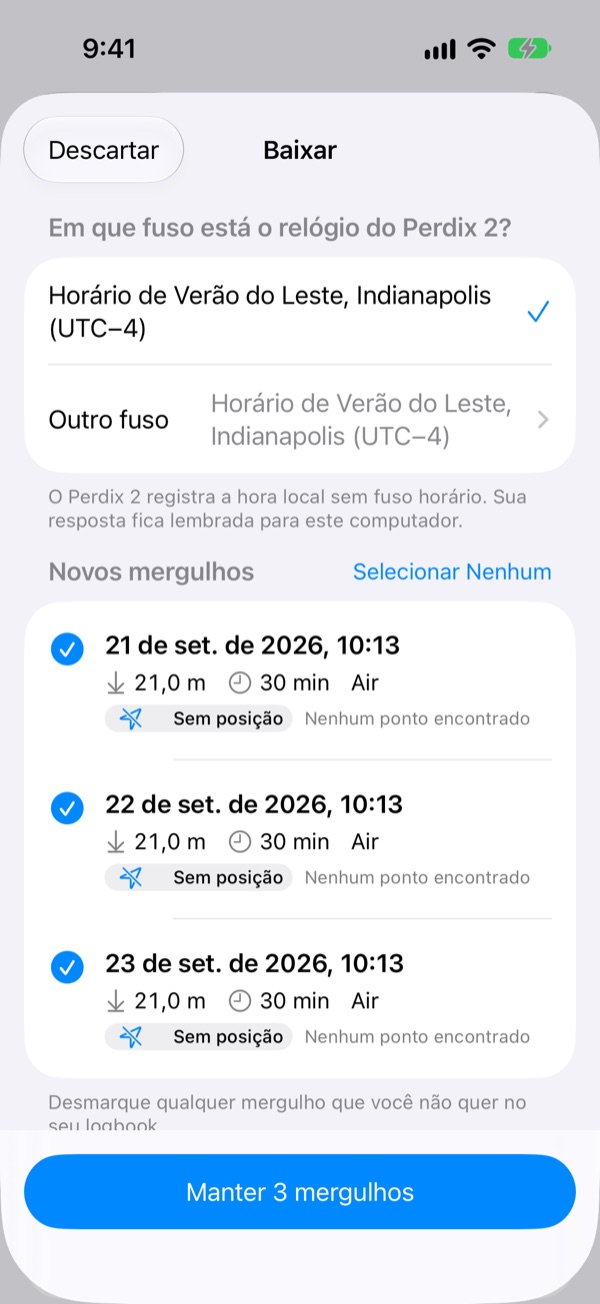 9:41
Descartar
Baixar
Em que fuso está o relógio do Perdix 2?
Horário de Verão do Leste, Indianapolis
(UTC−4)
Outro fuso
Horário de Verão do Leste,
Indianapolis (UTC−4)
O Perdix 2 registra a hora local sem fuso horário. Sua
resposta fica lembrada para este computador.
Novos mergulhos
Selecionar Nenhum
21 de set. de 2026, 10:13
21,0 m 30 min Air
Sem posição Nenhum ponto encontrado
22 de set. de 2026, 10:13
21,0 m 30 min Air
Sem posição Nenhum ponto encontrado
23 de set. de 2026, 10:13
21,0 m 30 min Air
Sem posição Nenhum ponto encontrado
Desmarque qualquer mergulho que você não quer no
seu logbook
Manter 3 mergulhos